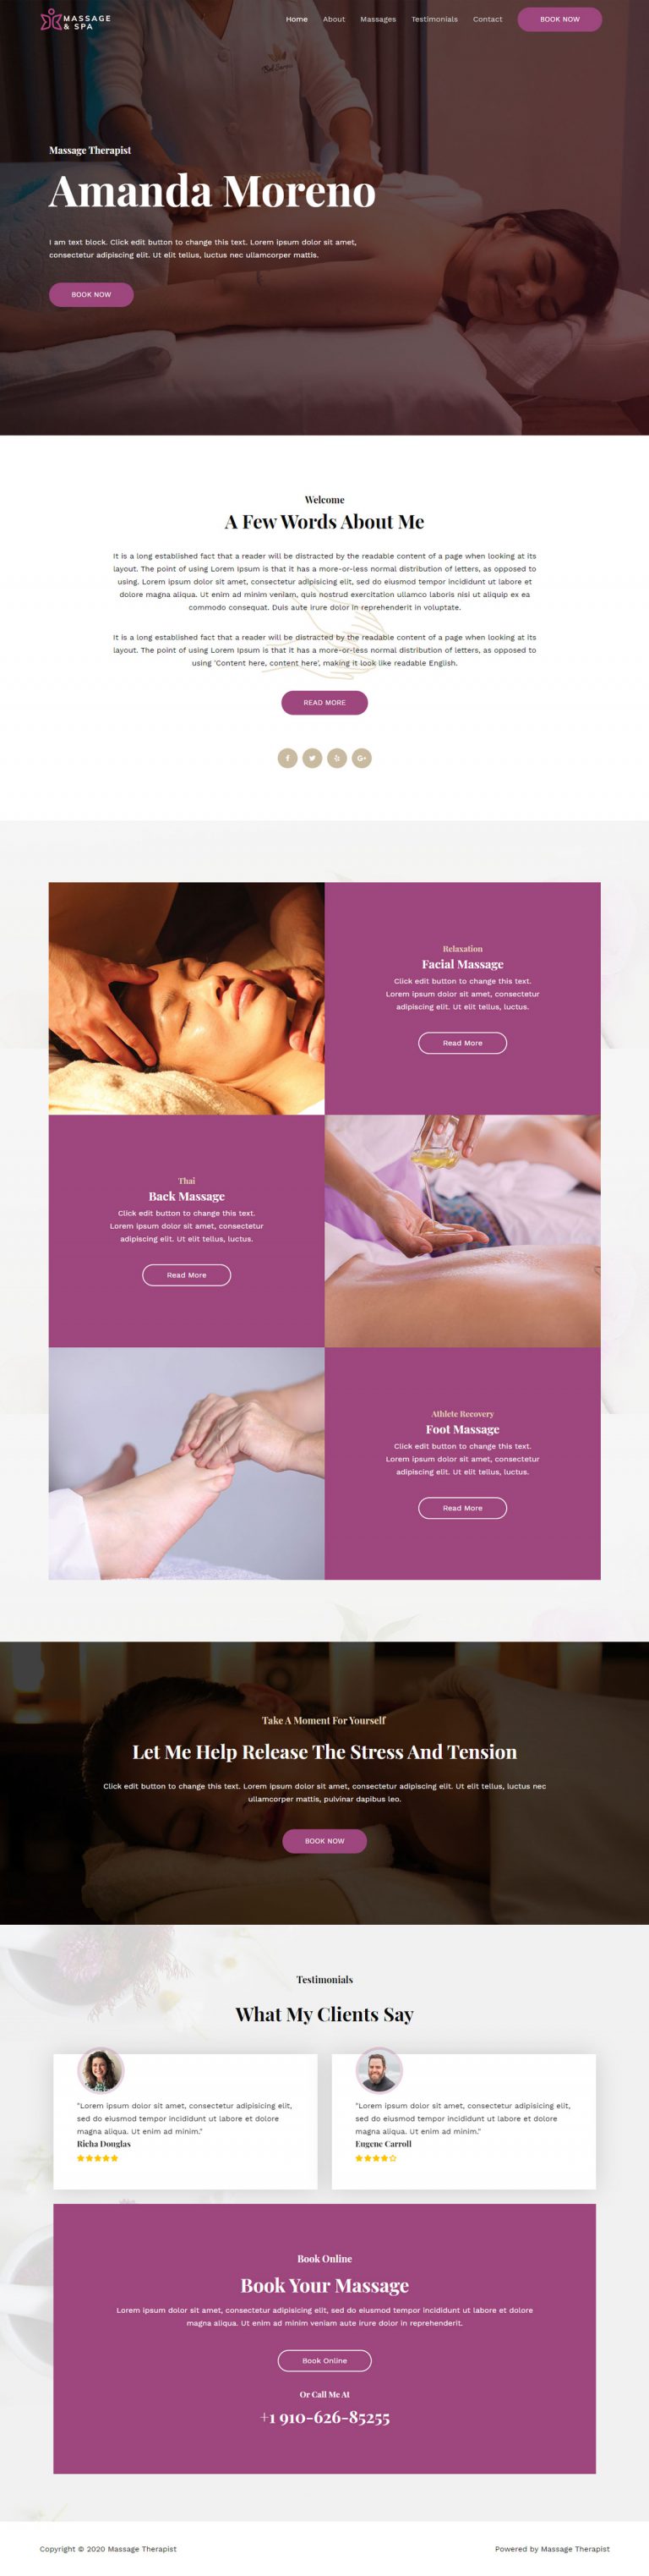 MASSAGE
& SPA
Home About Massages Testimonials Contact BOOK NOW
Massage Therapist
Amanda Moreno
I am text block. Click edit button to change this text. Lorem ipsum dolor sit amet,
consectetur adipiscing elit. Ut elit tellus, luctus nec ullamcorper mattis.
BOOK NOW
Welcome
A Few Words About Me
It is a long established fact that a reader will be distracted by the readable content of a page when looking at its
layout. The point of using Lorem Ipsum is that it has a more-or-less normal distribution of letters, as opposed to
using. Lorem ipsum dolor sit amet, consectetur adipisicing elit, sed do eiusmod tempor incididunt ut labore et
dolore magna aliqua. Ut enim ad minim veniam, quis nostrud exercitation ullamco laboris nisi ut aliquip ex ea
commodo consequat. Duis aute irure dolor in reprehenderit in voluptate.
It is a long established fact that a reader will be distracted by the readable content of a page when looking at its
layout. The point of using Lorem Ipsum is that it has a more-or-less normal distribution of letters, as opposed to
using 'Content here, content here', making it look like readable English.
READ MORE
Relaxation
Facial Massage
Click edit button to change this text.
Lorem ipsum dolor sit amet, consectetur
adipiscing elit. Ut elit tellus, luctus.
Read More
Thai
Back Massage
Click edit button to change this text.
Lorem ipsum dolor sit amet, consectetur
adipiscing elit. Ut elit tellus, luctus.
Read More
Athlete Recovery
Foot Massage
Click edit button to change this text.
Lorem ipsum dolor sit amet, consectetur
adipiscing elit. Ut elit tellus, luctus.
Read More
Take A Moment For Yourself
Let Me Help Release The Stress And Tension
Click edit button to change this text. Lorem ipsum dolor sit amet, consectetur adipiscing elit. Ut elit tellus, luctus nec
ullamcorper mattis, pulvinar dapibus leo.
BOOK NOW
Testimonials
What My Clients Say
"Lorem ipsum dolor sit amet, consectetur adipisicing elit,
sed do eiusmod tempor incididunt ut labore et dolore
magna aliqua. Ut enim ad minim."
Richa Douglas
"Lorem ipsum dolor sit amet, consectetur adipisicing elit,
sed do eiusmod tempor incididunt ut labore et dolore
magna aliqua. Ut enim ad minim."
Eugene Carroll
Book Online
Book Your Massage
Lorem ipsum dolor sit amet, consectetur adipisicing elit, sed do eiusmod tempor incididunt ut labore et dolore
magna aliqua. Ut enim ad minim veniam aute irure dolor in reprehenderit.
Book Online
Or Call Me At
+1 910-626-85255
Copyright © 2020 Massage Therapist
Powered by Massage Therapist